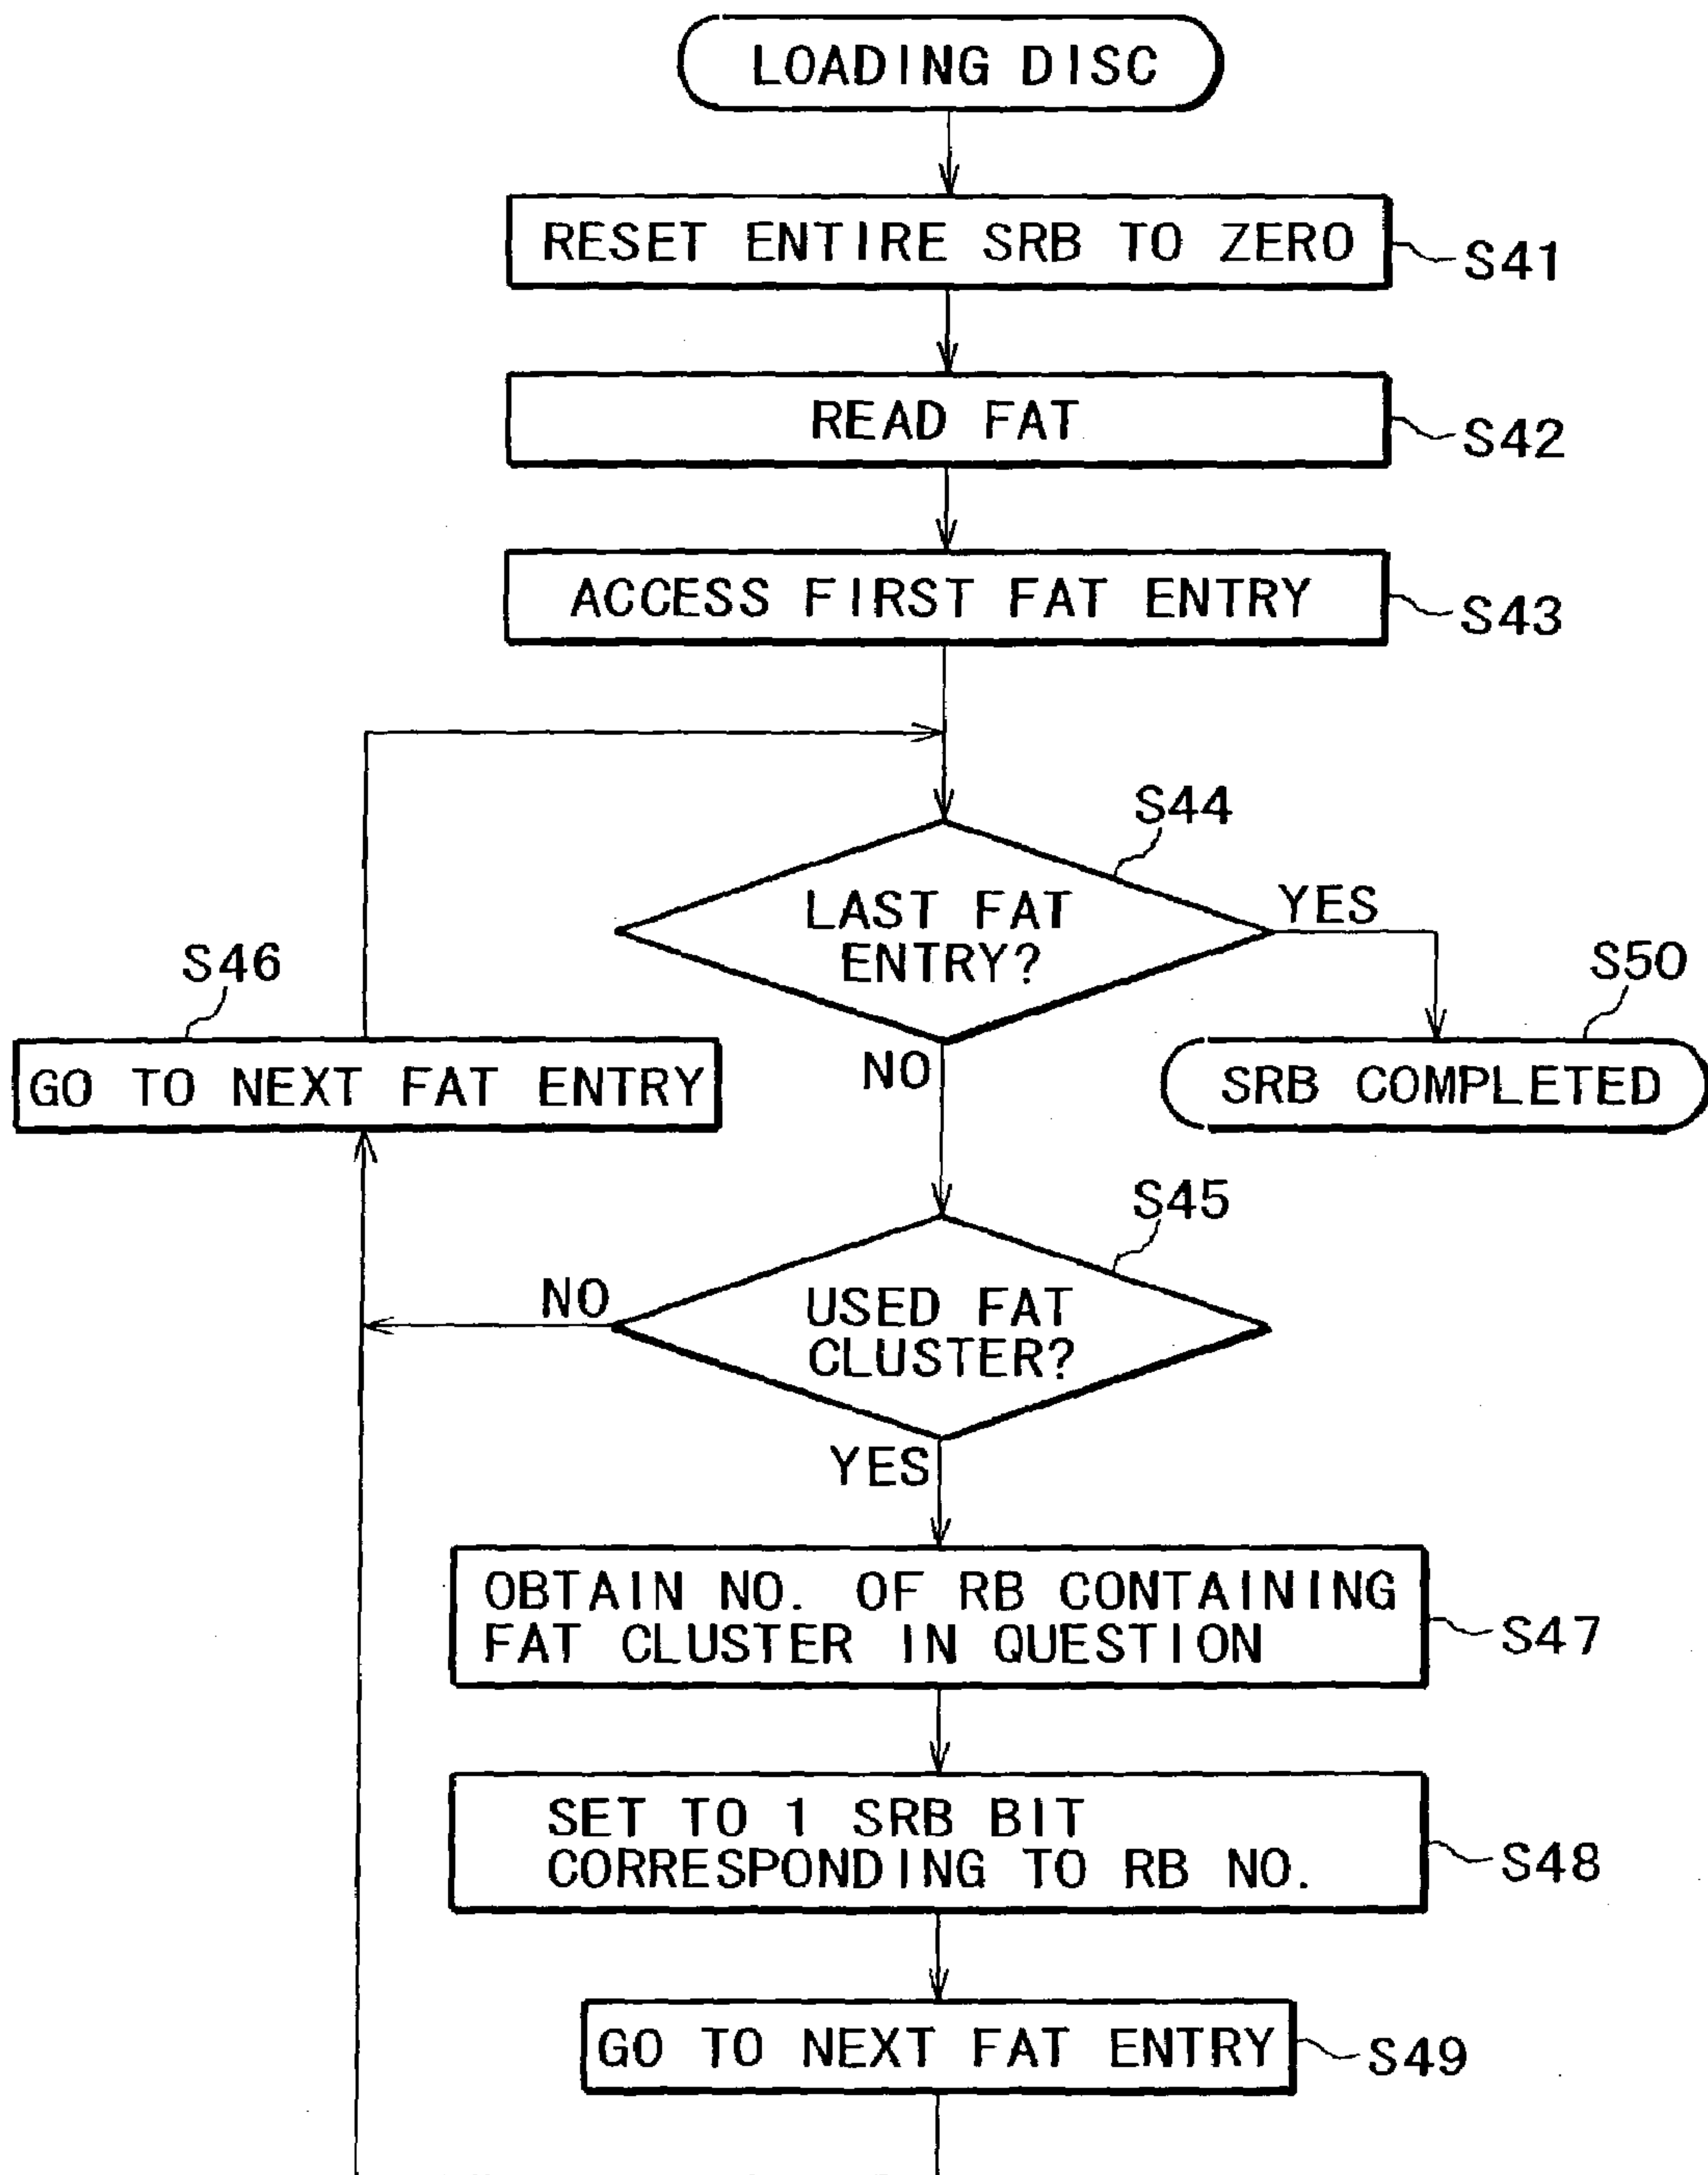 LOADING DISC
RESET ENTIRE SRB TO ZERO
S41
READ FAT
S42
ACCESS FIRST FAT ENTRY
S43
S44
LAST FAT
ENTRY?
YES
S46
S50
GO TO NEXT FAT ENTRY
NO
SRB COMPLETED
S45
NO
USED FAT
CLUSTER?
YES
OBTAIN NO. OF RB CONTAINING
FAT CLUSTER IN QUESTION
S47
SET TO 1 SRB BIT
CORRESPONDING TO RB NO.
S48
GO TO NEXT FAT ENTRY
S49